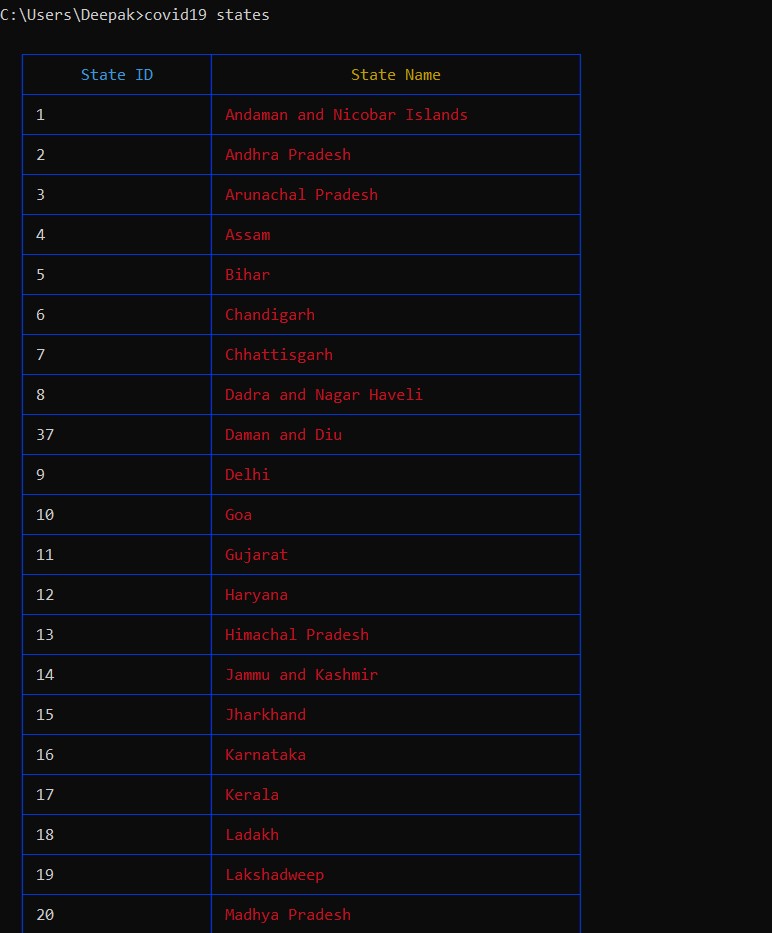 C:\Users\Deepak>covid19 states
State ID State Name
1 Andaman and Nicobar Islands
2 Andhra Pradesh
3 Arunachal Pradesh
4 Assam
5 Bihar
6 Chandigarh
7 Chhattisgarh
8 Dadra and Nagar Haveli
37 Daman and Diu
9 Delhi
10 Goa
11 Gujarat
12 Haryana
13 Himachal Pradesh
14 Jammu and Kashmir
15 Jharkhand
16 Karnataka
17 Kerala
18 Ladakh
19 Lakshadweep
20 Madhya Pradesh